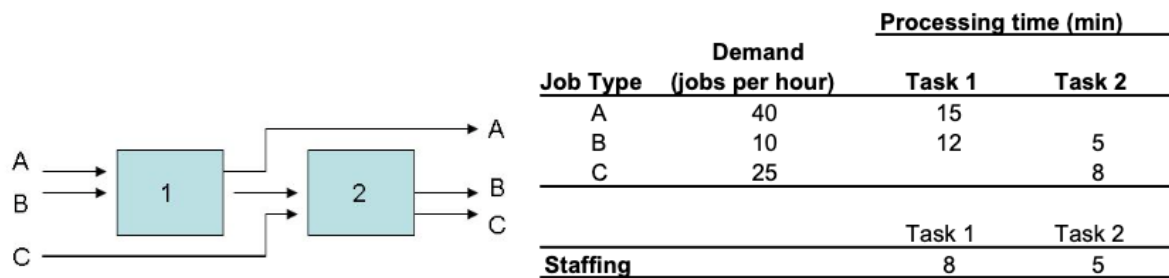 A
B
C
1
2
A
B
C
Processing time (min)
Demand
Job Type (jobs per hour) Task 1 Task 2
A 40 15
B 10 12 5
C 25 8
Task 1 Task 2
Staffing 8 5